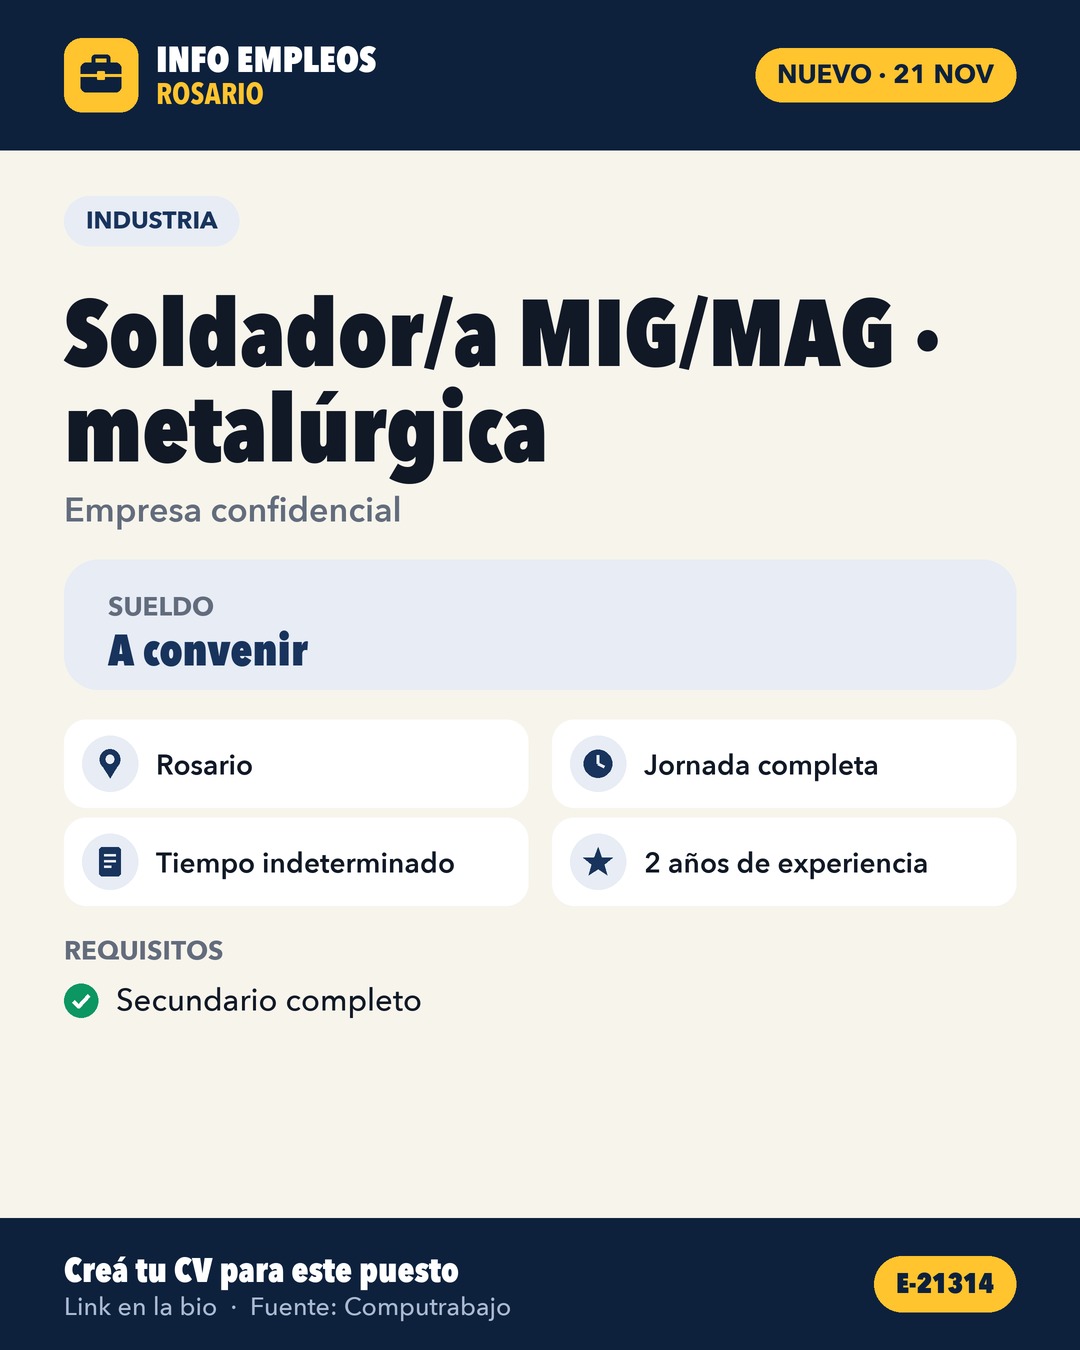 INFO EMPLEOS
ROSARIO
NUEVO · 21 NOV
INDUSTRIA
Soldador/a MIG/MAG ·
metalúrgica
Empresa confidencial
SUELDO
A convenir
Rosario
Jornada completa
Tiempo indeterminado
2 años de experiencia
REQUISITOS
Secundario completo
Creá tu CV para este puesto
Link en la bio · Fuente: Computrabajo
E-21314